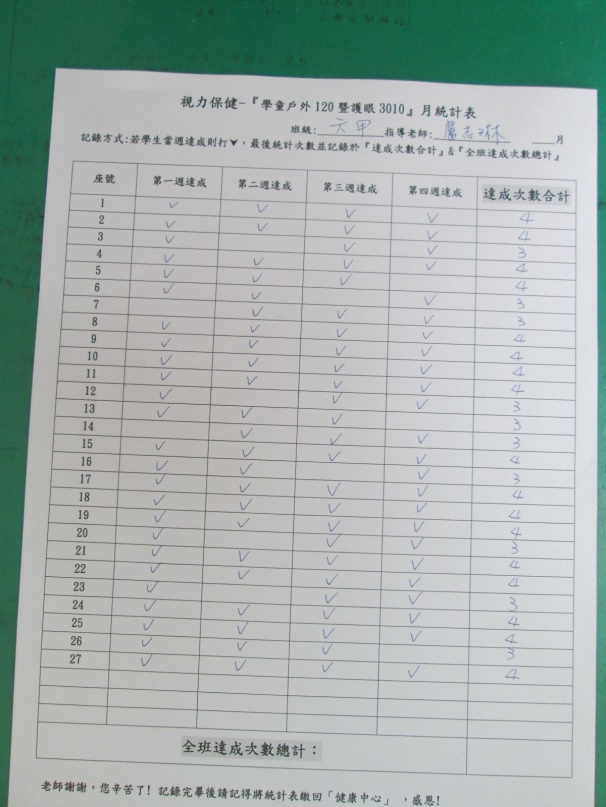 視力保健-『學童戶外120暨護眼3010』月統計表
班級: 六甲 指導老師: 盧志琳 ____月
記錄方式:若學生當週達成則打✓,最後統計次數並記錄於『達成次數合計』&『全班達成次數總計』
座號 第一週達成 第二週達成 第三週達成 第四週達成 達成次數合計
1 ✓ ✓ ✓ ✓ 4
2 ✓ ✓ ✓ ✓ 4
3 ✓ ✓ ✓ 3
4 ✓ ✓ ✓ ✓ 4
5 ✓ ✓ ✓ 4
6 ✓ ✓ ✓ 3
7 ✓ ✓ ✓ 3
8 ✓ ✓ ✓ ✓ 4
9 ✓ ✓ ✓ ✓ 4
10 ✓ ✓ ✓ ✓ 4
11 ✓ ✓ ✓ ✓ 4
12 ✓ ✓ ✓ 3
13 ✓ ✓ ✓ 3
14 ✓ ✓ ✓ 3
15 ✓ ✓ ✓ ✓ 4
16 ✓ ✓ ✓ 3
17 ✓ ✓ ✓ ✓ 4
18 ✓ ✓ ✓ ✓ 4
19 ✓ ✓ ✓ ✓ 4
20 ✓ ✓ ✓ 3
21 ✓ ✓ ✓ ✓ 4
22 ✓ ✓ ✓ ✓ 4
23 ✓ ✓ ✓ 3
24 ✓ ✓ ✓ ✓ 4
25 ✓ ✓ ✓ ✓ 4
26 ✓ ✓ ✓ 3
27 ✓ ✓ ✓ ✓ 4
全班達成次數總計:
老師謝謝,您辛苦了!記錄完畢後請記得將統計表繳回「健康中心」,感恩!